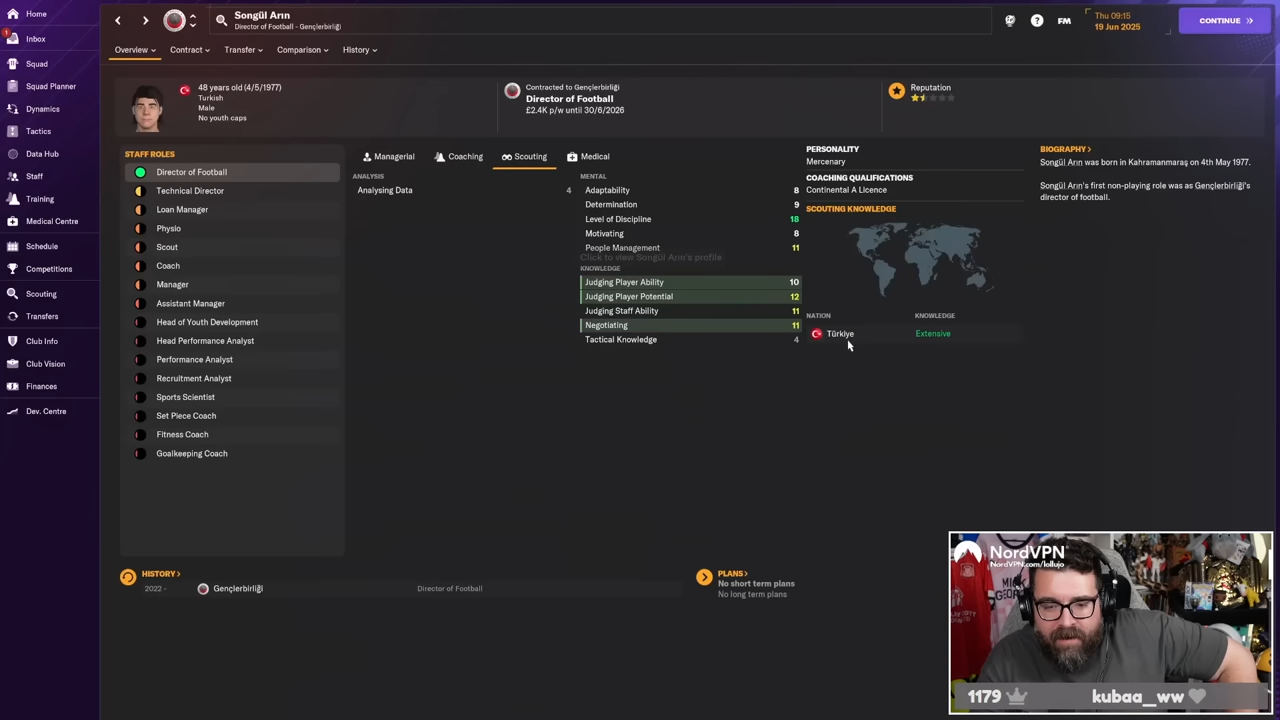 Home
Inbox
1
Squad
Squad Planner
Dynamics
Tactics
Data Hub
Staff
Training
Medical Centre
Schedule
Competitions
Scouting
Transfers
Club Info
Club Vision
Finances
Dev. Centre
Songül Arın
Director of Football - Gençlerbirliği
?
FM
Thu 09:15
19 Jun 2025
CONTINUE
Overview
Contract
Transfer
Comparison
History
48 years old (4/5/1977)
Turkish
Male
No youth caps
Contracted to Gençlerbirliği
Director of Football
£2.4K p/w until 30/6/2026
Reputation
STAFF ROLES
Director of Football
Technical Director
Loan Manager
Physio
Scout
Coach
Manager
Assistant Manager
Head of Youth Development
Head Performance Analyst
Performance Analyst
Recruitment Analyst
Sports Scientist
Set Piece Coach
Fitness Coach
Goalkeeping Coach
Managerial
Coaching
Scouting
Medical
ANALYSIS
Analysing Data 4
MENTAL
Adaptability 8
Determination 9
Level of Discipline 18
Motivating 8
People Management 11
Click to view Songül Arın's profile
KNOWLEDGE
Judging Player Ability 10
Judging Player Potential 12
Judging Staff Ability 11
Negotiating 11
Tactical Knowledge 4
PERSONALITY
Mercenary
COACHING QUALIFICATIONS
Continental A Licence
SCOUTING KNOWLEDGE
NATION KNOWLEDGE
Türkiye Extensive
BIOGRAPHY >
Songül Arın was born in Kahramanmaraş on 4th May 1977.
Songül Arın's first non-playing role was as Gençlerbirliği's
director of football.
HISTORY >
2022 - Gençlerbirliği Director of Football
PLANS >
No short term plans
No long term plans
NordVPN
NordVPN.com/lollujo
1179
kubaa_ww